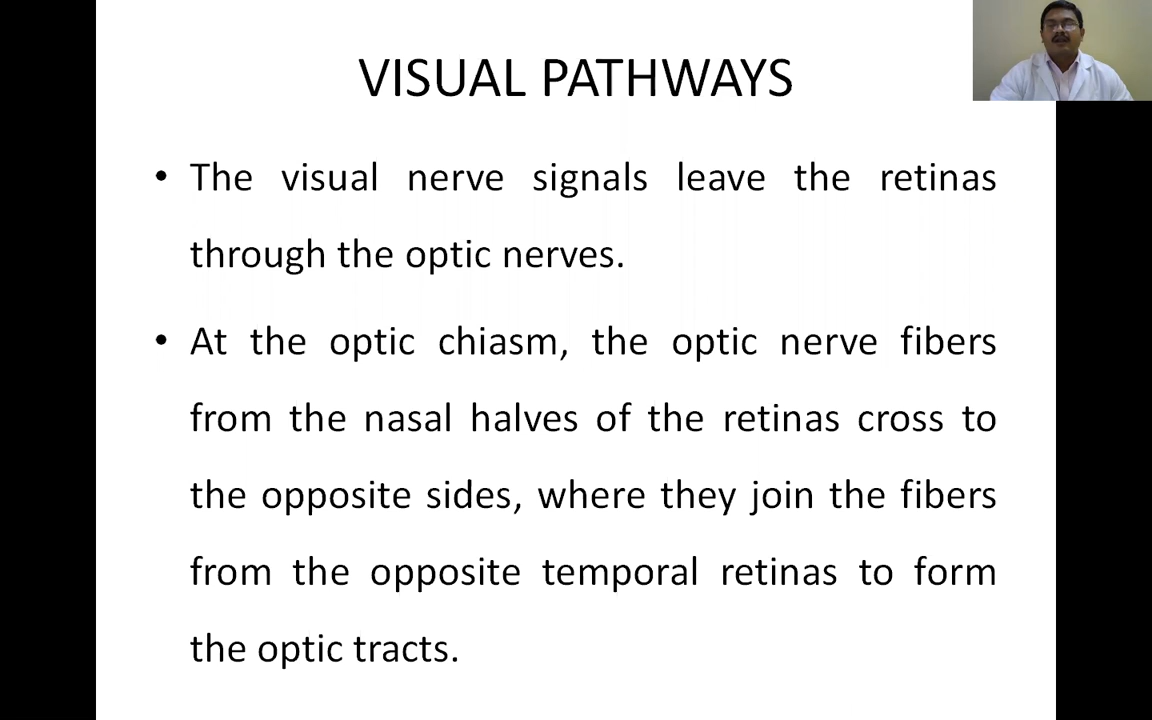 VISUAL PATHWAYS
• The visual nerve signals leave the retinas
through the optic nerves.
• At the optic chiasm, the optic nerve fibers
from the nasal halves of the retinas cross to
the opposite sides, where they join the fibers
from the opposite temporal retinas to form
the optic tracts.